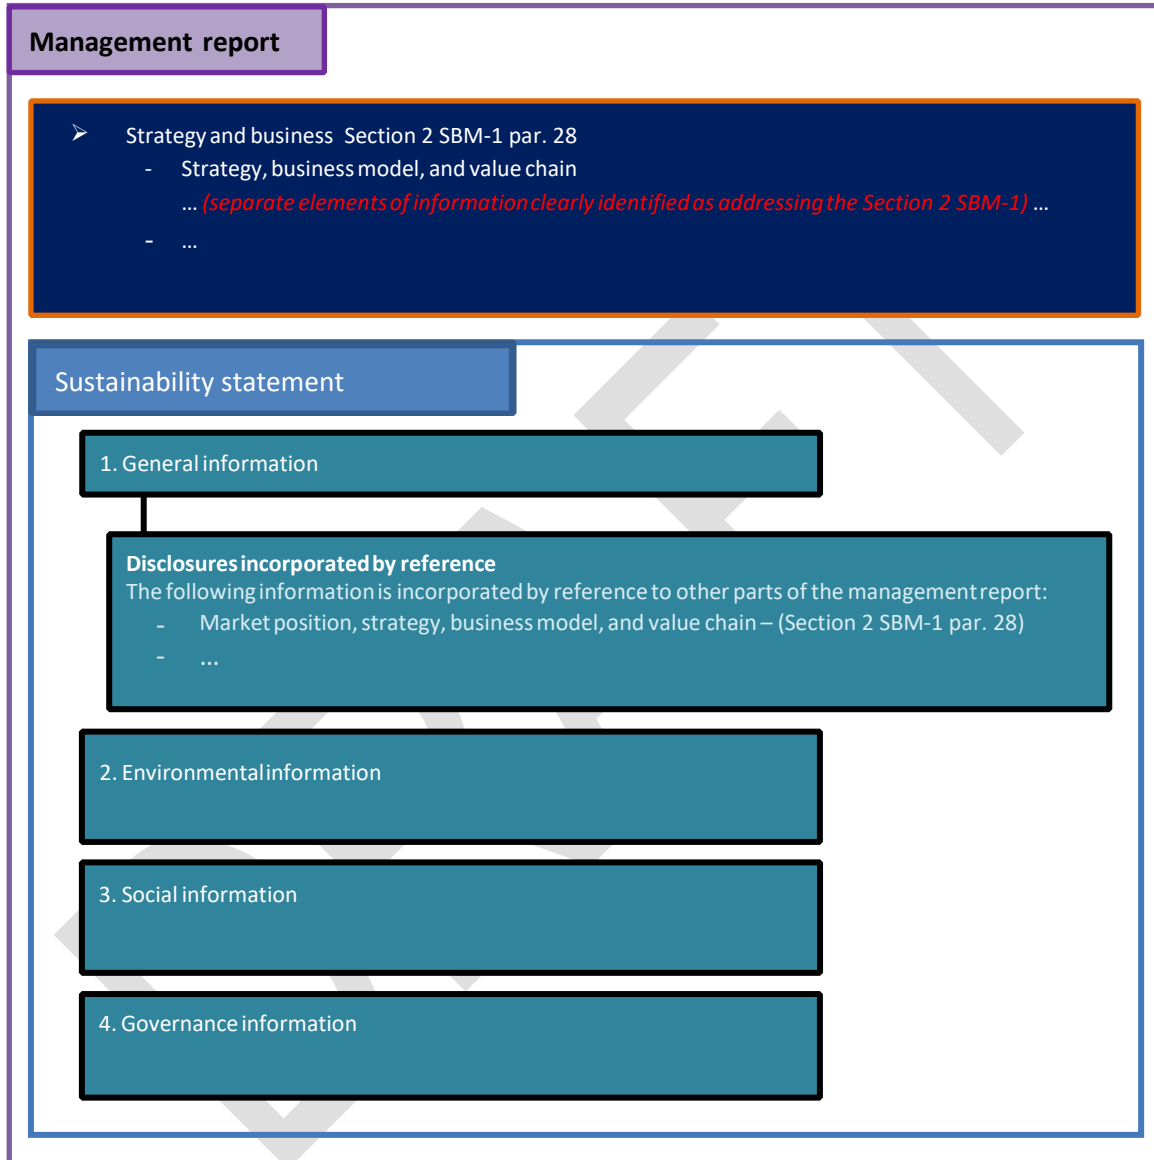 Management report
➢ Strategy and business Section 2 SBM-1 par. 28
- Strategy, business model, and value chain
... (separate elements of information clearly identified as addressing the Section 2 SBM-1) ...
- ...
Sustainability statement
1. General information
Disclosures incorporated by reference
The following information is incorporated by reference to other parts of the management report:
- Market position, strategy, business model, and value chain – (Section 2 SBM-1 par. 28)
- ...
2. Environmental information
3. Social information
4. Governance information
DRAFT